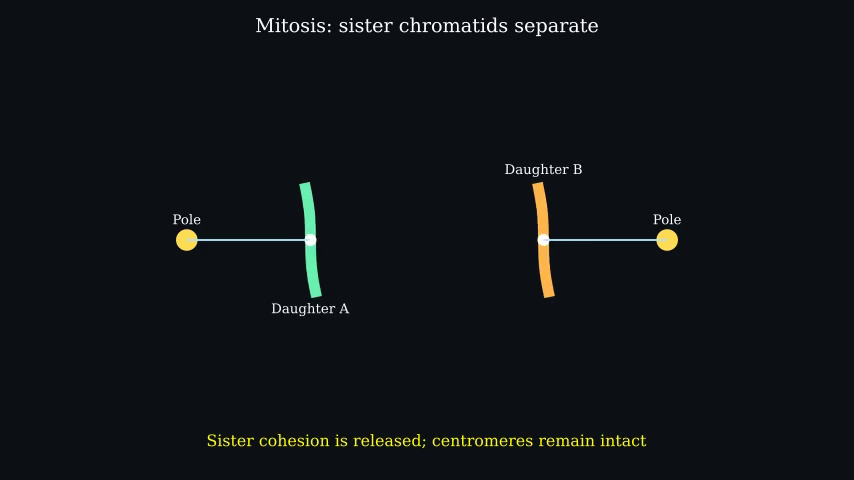 Mitosis: sister chromatids separate
Daughter B
Pole
Pole
Daughter A
Sister cohesion is released; centromeres remain intact